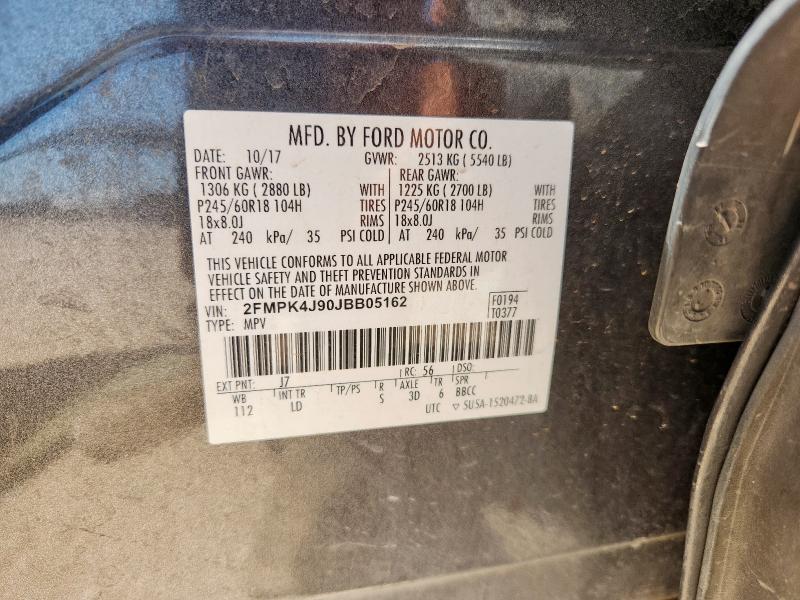 MFD. BY FORD MOTOR CO.
DATE: 10/17 GVWR: 2513 KG ( 5540 LB)
FRONT GAWR: REAR GAWR:
1306 KG ( 2880 LB) WITH 1225 KG ( 2700 LB) WITH
P245/60R18 104H TIRES P245/60R18 104H TIRES
18x8.0J RIMS 18x8.0J RIMS
AT 240 kPa/ 35 PSI COLD AT 240 kPa/ 35 PSI COLD
THIS VEHICLE CONFORMS TO ALL APPLICABLE FEDERAL MOTOR
VEHICLE SAFETY AND THEFT PREVENTION STANDARDS IN
EFFECT ON THE DATE OF MANUFACTURE SHOWN ABOVE.
VIN: 2FMPK4J90JBB05162 F0194
TYPE: MPV T0377
EXT PNT: J7 RC: 56 DSO:
WB INT TR TP/PS R AXLE TR SPR
112 LD S 3D 6 BBCC
UTC ▽ 5U5A-1520472-BA